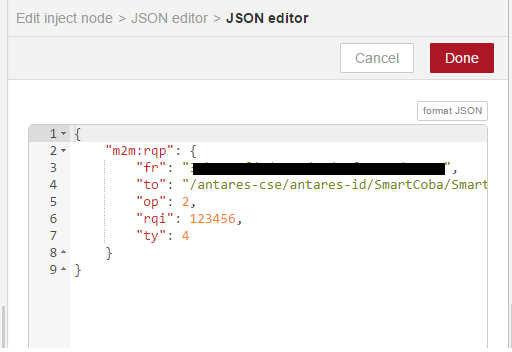 Edit inject node > JSON editor > JSON editor
Cancel Done
format JSON
1 {
2 "m2m:rqp": {
3 "fr": "",
4 "to": "/antares-cse/antares-id/SmartCoba/Smart
5 "op": 2,
6 "rqi": 123456,
7 "ty": 4
8 }
9 }